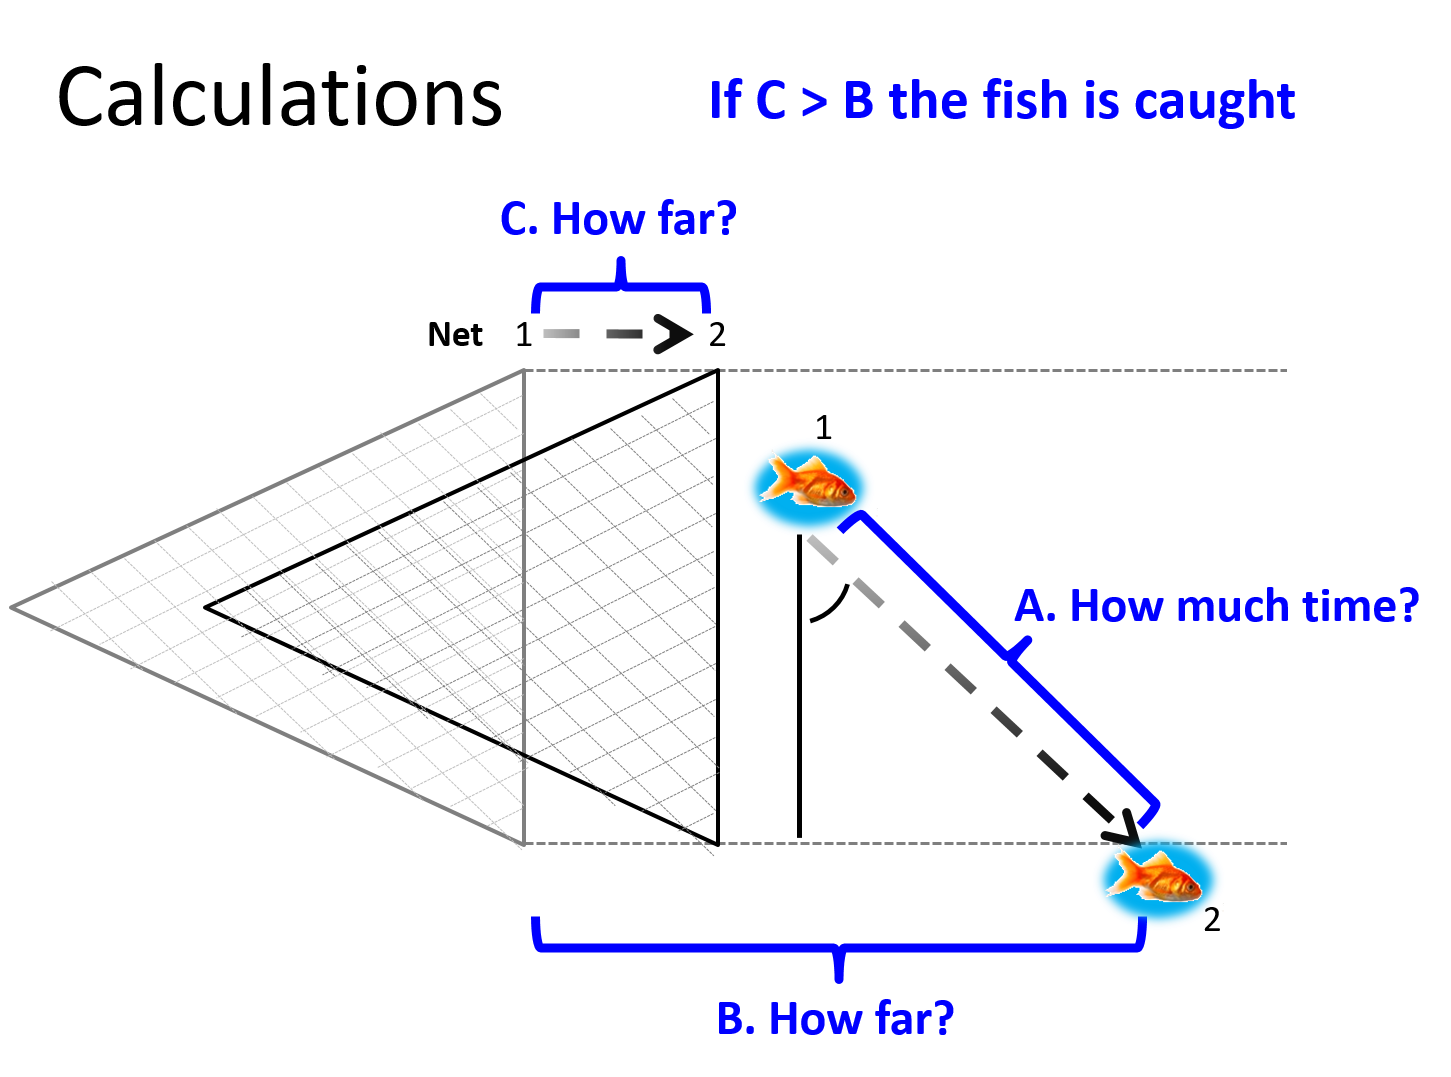 Calculations
If C > B the fish is caught
C. How far?
Net 1 2
1
A. How much time?
2
B. How far?